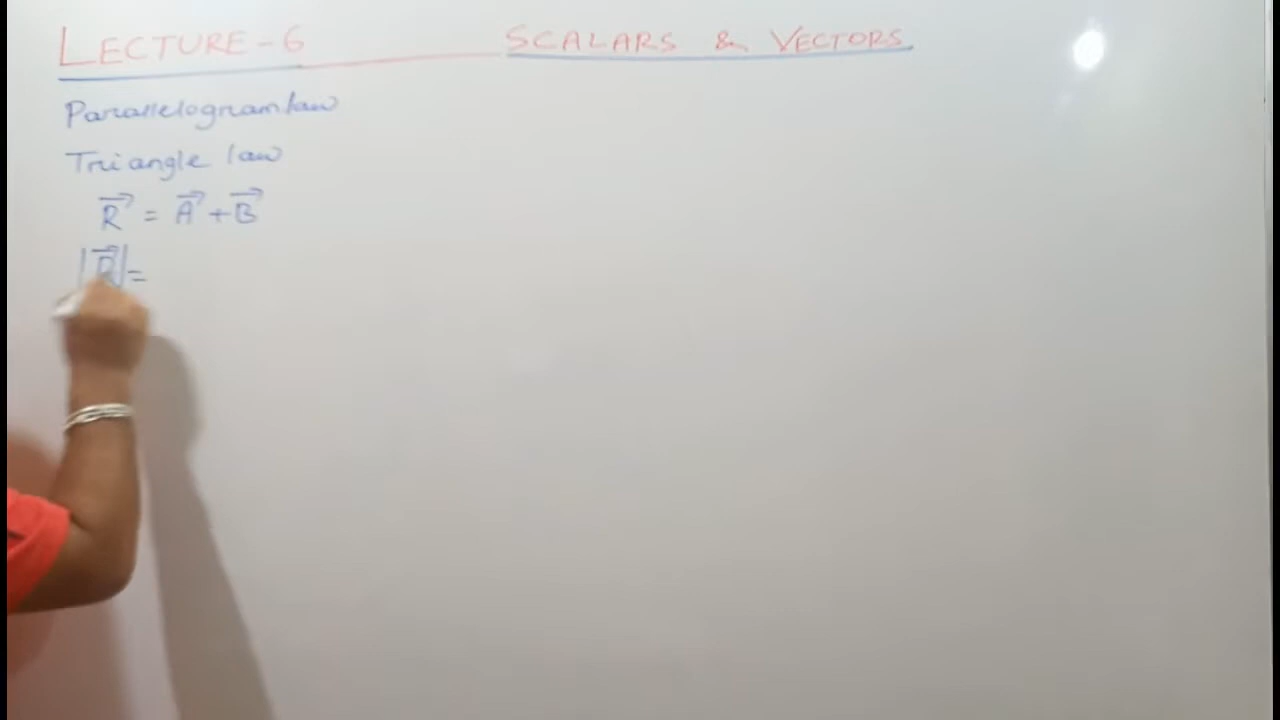 LECTURE-6 SCALARS & VECTORS
Parallelogram law
Triangle law
R⃗ = A⃗ + B⃗
|R⃗| =